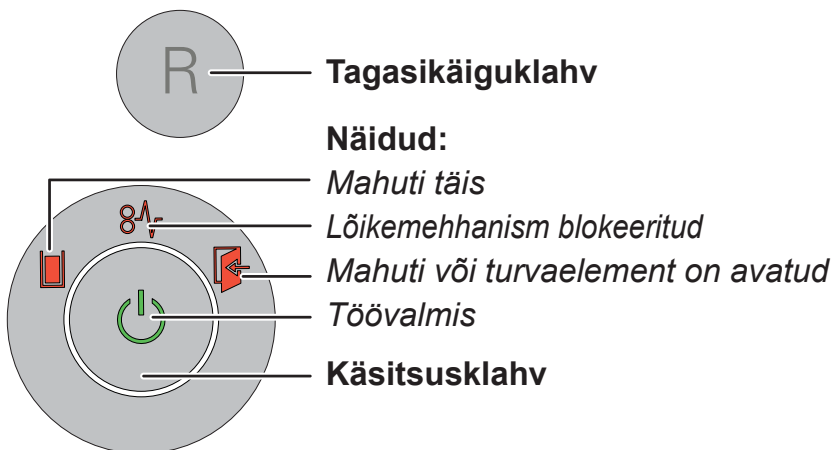 R
Tagasikäiguklahv
Näidud:
Mahuti täis
Lõikemehhanism blokeeritud
Mahuti või turvaelement on avatud
Töövalmis
Käsitsusklahv